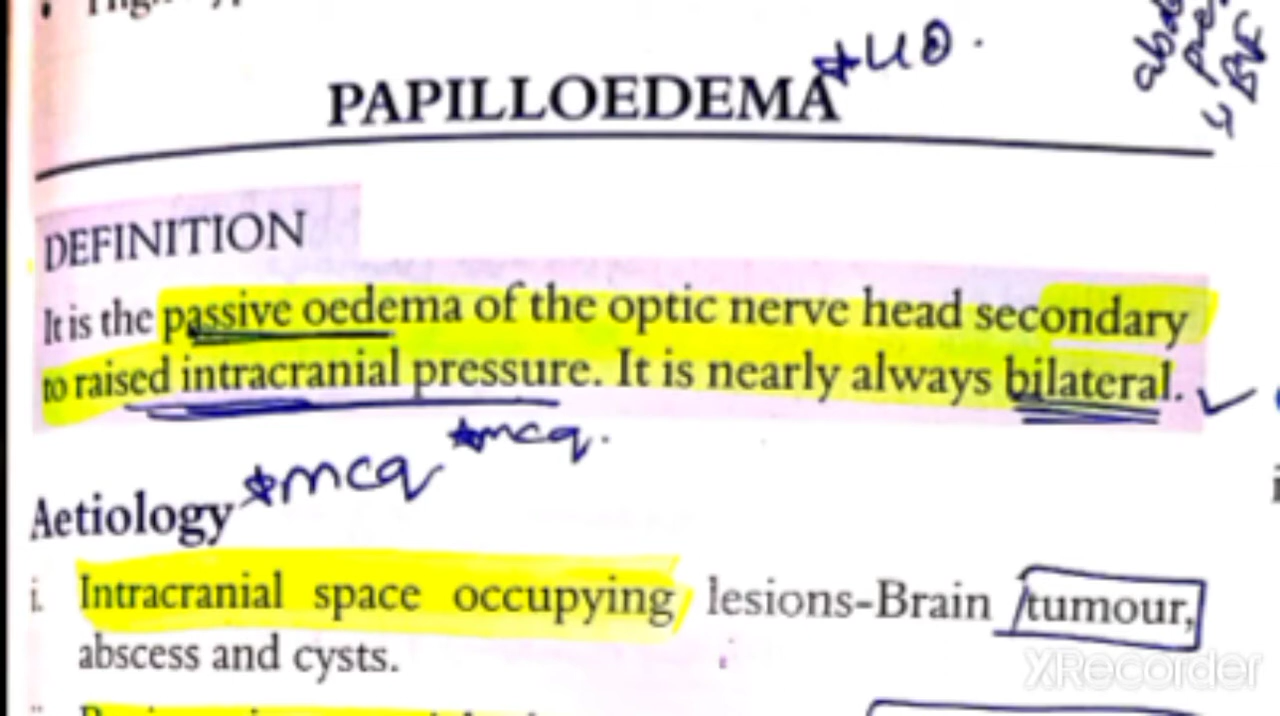 PAPILLOEDEMA
DEFINITION
It is the passive oedema of the optic nerve head secondary
to raised intracranial pressure. It is nearly always bilateral.
*mcq.
Aetiology *mcq
i. Intracranial space occupying lesions-Brain tumour,
abscess and cysts.
XRecorder